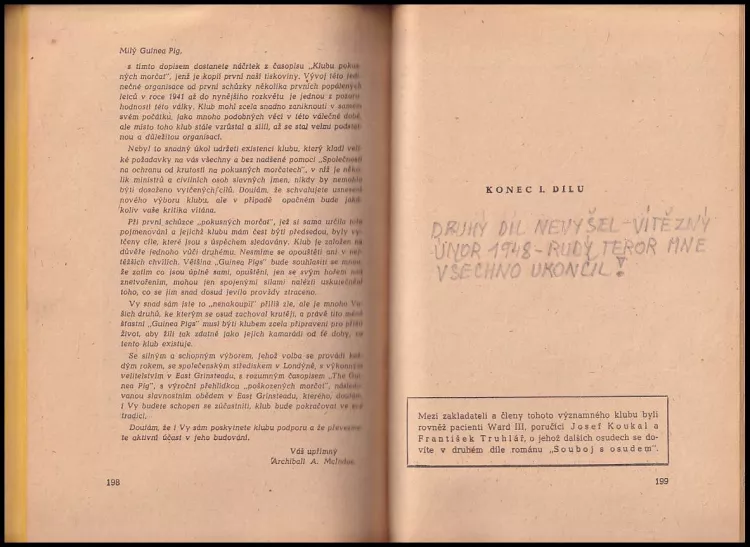 Milý Guinea Pig,
s tímto dopisem dostanete náčrtek z časopisu „Klubu pokus-
ných morčat", jenž je kopií první naší tiskoviny. Vývoj této jedi-
nečné organisace od první schůzky několika prvních popálených
letců v roce 1941 až do nynějšího rozkvětu je jednou z pozoru-
hodností této války. Klub mohl zcela snadno zaniknouti v samém
svém počátku, jako mnoho podobných věcí v této válečné době,
ale místo toho klub stále vzrůstal a sílil, až se stal velmi podstat-
nou a důležitou organisací.
Nebyl to snadný úkol udržeti existenci klubu, který kladl veli-
ké požadavky na vás všechny a bez nadšené pomoci „Společnosti
na ochranu od krutosti na pokusných morčatech", v níž je někо-
lik ministrů a civilních osob slavných jmen, nikdy by nemohlo
býti dosaženo vytčených cílů. Doufám, že schvalujete usnesení
nového výboru klubu, ale v případě opačném bude jaká-
koliv vaše kritika vítána.
Při první schůzce „pokusných morčat", jež si sama určila toto
pojmenování a jejichž klubu mám čest býti předsedou, byly vy-
tčeny cíle, které jsou s úspěchem sledovány. Klub je založen na
důvěře jednoho vůči druhému. Nesmíme se opouštěti ani v nej-
těžších chvílích. Většina „Guinea Pigs" bude souhlasiti se mnou,
že zatím co jsou úplně sami, opuštěni, jen se svým hořem nad
znetvořením, mohou jen spojenými silami nalézti uskutečnění
toho, co se jim snad dosud jevilo provždy ztraceno.
Vy snad sám jste to „nenakoupil" příliš zle, ale je mnoho Va-
šich druhů, ke kterým se osud zachoval krutěji, a právě tito méně
šťastní „Guinea Pigs" musí býti klubem zcela připraveni pro příští
život, aby žili tak zdatně jako jejich kamarádi od té doby, co
tento klub existuje.
Se silným a schopným výborem, jehož volba se provádí kaž-
dým rokem, se společenským střediskem v Londýně, s výkonným
velitelstvím v East Grinsteadu, s rozumným časopisem „The Gui-
nea Pig", s výroční přehlídkou „poškozených morčat", následo-
vanou slavnostním obědem v East Grinsteadu, kterého, doufám,
i Vy budete schopen se zúčastniti, klub bude pokračovat ve své
tradici.
Doufám, že i Vy sám poskytnete klubu podporu a že převezme-
te aktivní účast v jeho budování.
Váš upřímný
Archiball A. McIndoe.
198
KONEC I. DÍLU
DRUHÝ DÍL NEVYŠEL - VÍTĚZNÝ
ÚNOR 1948 - RUDÝ TEROR MNE
VŠECHNO UKONČIL!
Mezi zakladateli a členy tohoto významného klubu byli
rovněž pacienti Ward III, poručíci Josef Koukal a
František Truhlář, o jehož dalších osudech se do-
víte v druhém díle románu „Souboj s osudem".
199